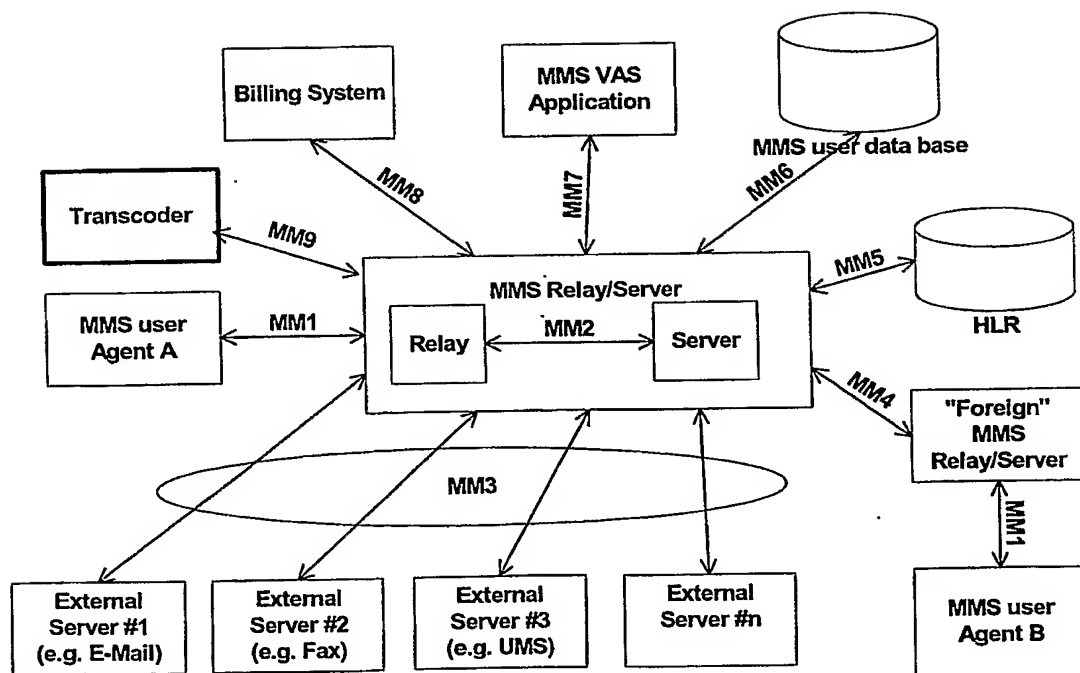 Billing System
MMS VAS
Application
MMS user data base
MM8
MM7
MM6
Transcoder
MM9
MM5
HLR
MMS Relay/Server
MMS user
Agent A
MM1
Relay
MM2
Server
MM4
"Foreign"
MMS
Relay/Server
MM3
MM1
External
Server #1
(e.g. E-Mail)
External
Server #2
(e.g. Fax)
External
Server #3
(e.g. UMS)
External
Server #n
MMS user
Agent B